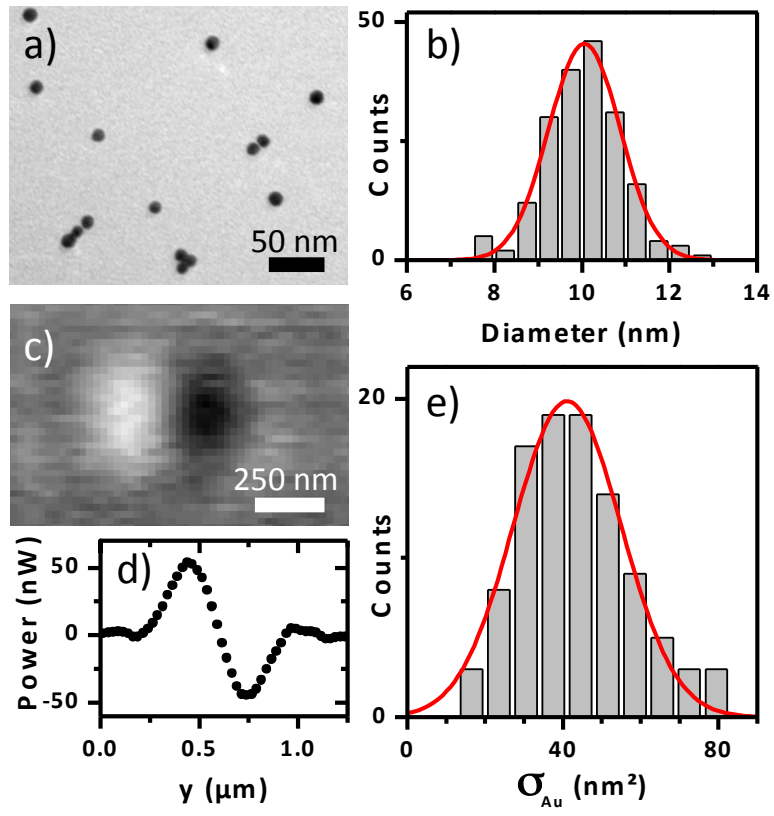 a)
50 nm
b)
50
0
Counts
6 8 10 12 14
Diameter (nm)
c)
250 nm
d)
50
0
-50
Power (nW)
0.0 0.5 1.0
y (µm)
e)
20
0
Counts
0 40 80
σAu (nm²)